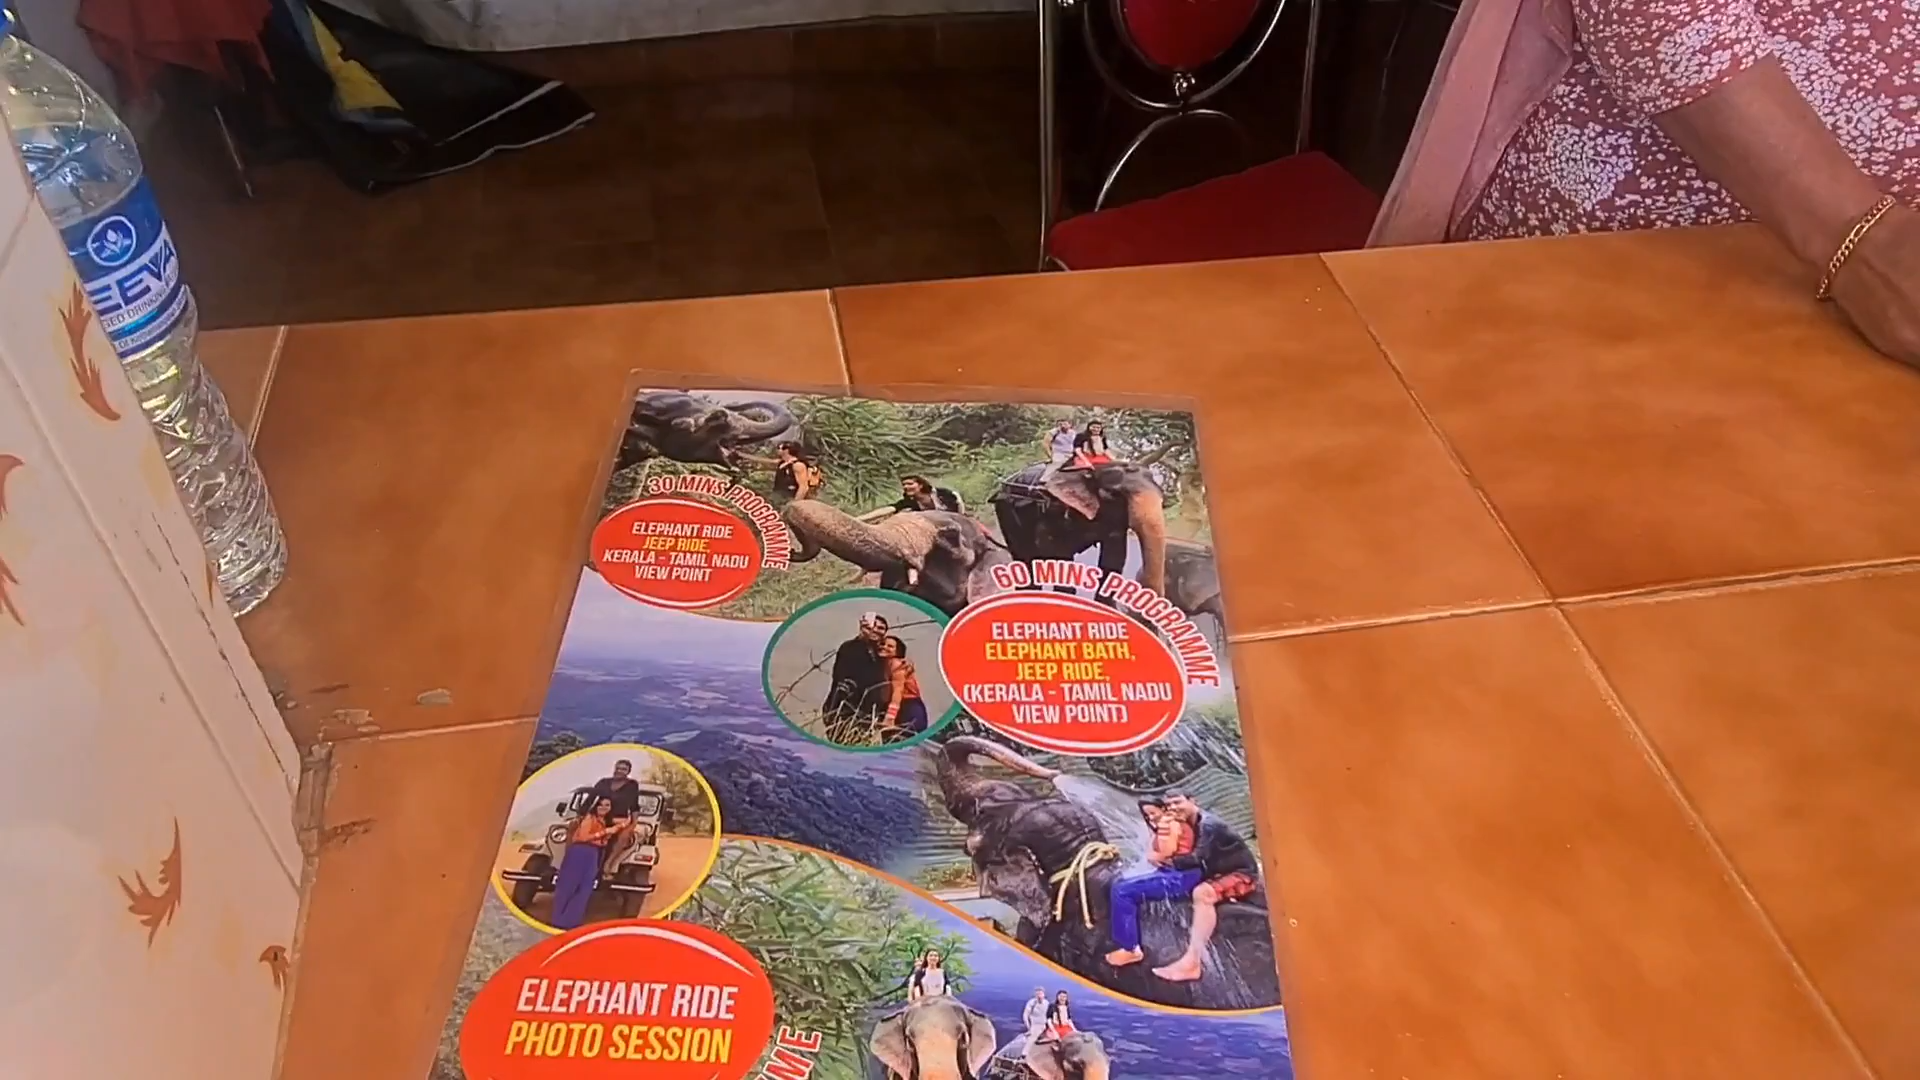 30 MINS PROGRAMME
ELEPHANT RIDE
JEEP RIDE,
KERALA - TAMIL NADU
VIEW POINT
60 MINS PROGRAMME
ELEPHANT RIDE
ELEPHANT BATH,
JEEP RIDE,
(KERALA - TAMIL NADU
VIEW POINT)
ELEPHANT RIDE
PHOTO SESSION